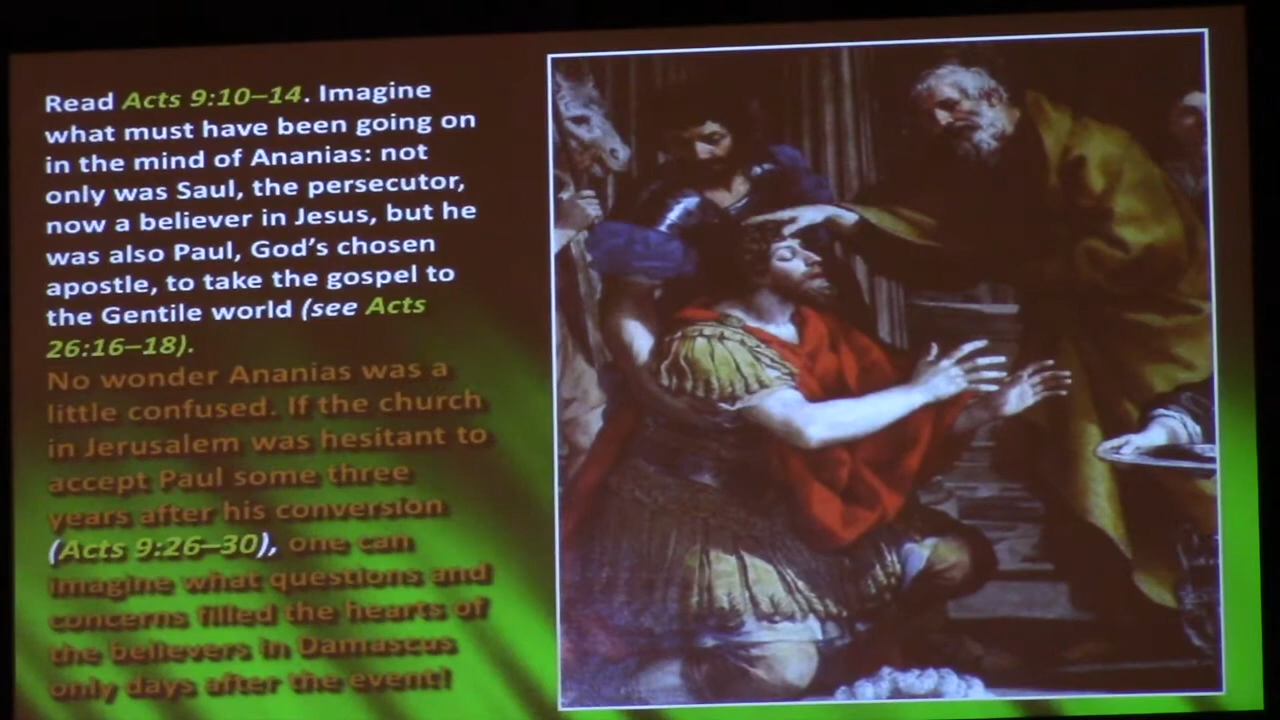 Read Acts 9:10–14. Imagine
what must have been going on
in the mind of Ananias: not
only was Saul, the persecutor,
now a believer in Jesus, but he
was also Paul, God's chosen
apostle, to take the gospel to
the Gentile world (see Acts
26:16–18).
No wonder Ananias was a
little confused. If the church
in Jerusalem was hesitant to
accept Paul some three
years after his conversion
(Acts 9:26–30), one can
imagine what questions and
concerns filled the hearts of
the believers in Damascus
only days after the event!